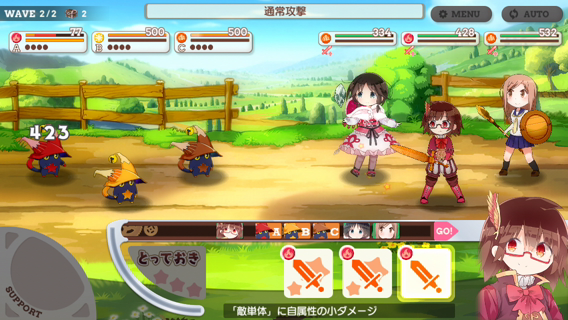 WAVE 2/2 2
通常攻撃
MENU
AUTO
77
500
500
334
428
532
A
B
C
423
A B C GO!
とっておき
SUPPORT
「敵単体」に自属性の小ダメージ